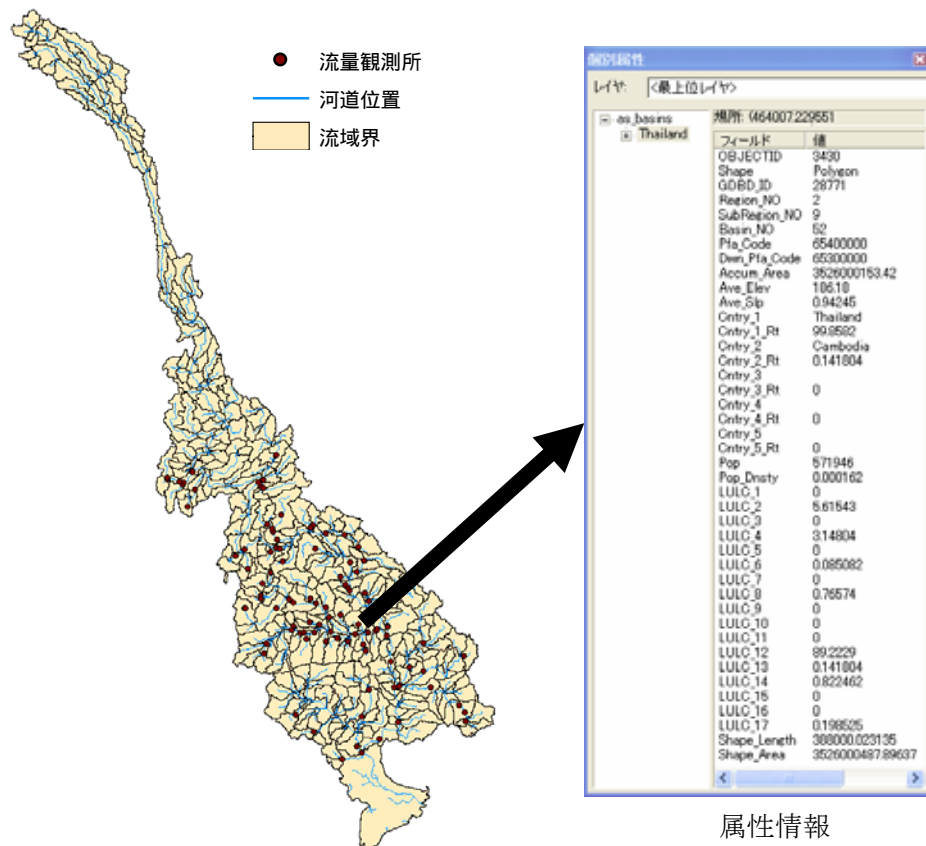 流量観測所
河道位置
流域界
個別属性
レイヤ: <最上位レイヤ>
as_basins
Thailand
場所: (464007.229551
フィールド 値
OBJECTID 3430
Shape Polygon
GDBD_ID 28771
Region_NO 2
SubRegion_NO 9
Basin_NO 52
Pfa_Code 65400000
Dwn_Pfa_Code 65300000
Accum_Area 3526000153.42
Ave_Elev 186.18
Ave_Slp 0.94245
Cntry_1 Thailand
Cntry_1_Rt 99.8582
Cntry_2 Cambodia
Cntry_2_Rt 0.141804
Cntry_3
Cntry_3_Rt 0
Cntry_4
Cntry_4_Rt 0
Cntry_5
Cntry_5_Rt 0
Pop 571946
Pop_Dnsty 0.000162
LULC_1 0
LULC_2 5.61543
LULC_3 0
LULC_4 3.14804
LULC_5 0
LULC_6 0.085082
LULC_7 0
LULC_8 0.76574
LULC_9 0
LULC_10 0
LULC_11 0
LULC_12 89.2229
LULC_13 0.141804
LULC_14 0.822462
LULC_15 0
LULC_16 0
LULC_17 0.198525
Shape_Length 388000.023135
Shape_Area 3526000487.89637
属性情報